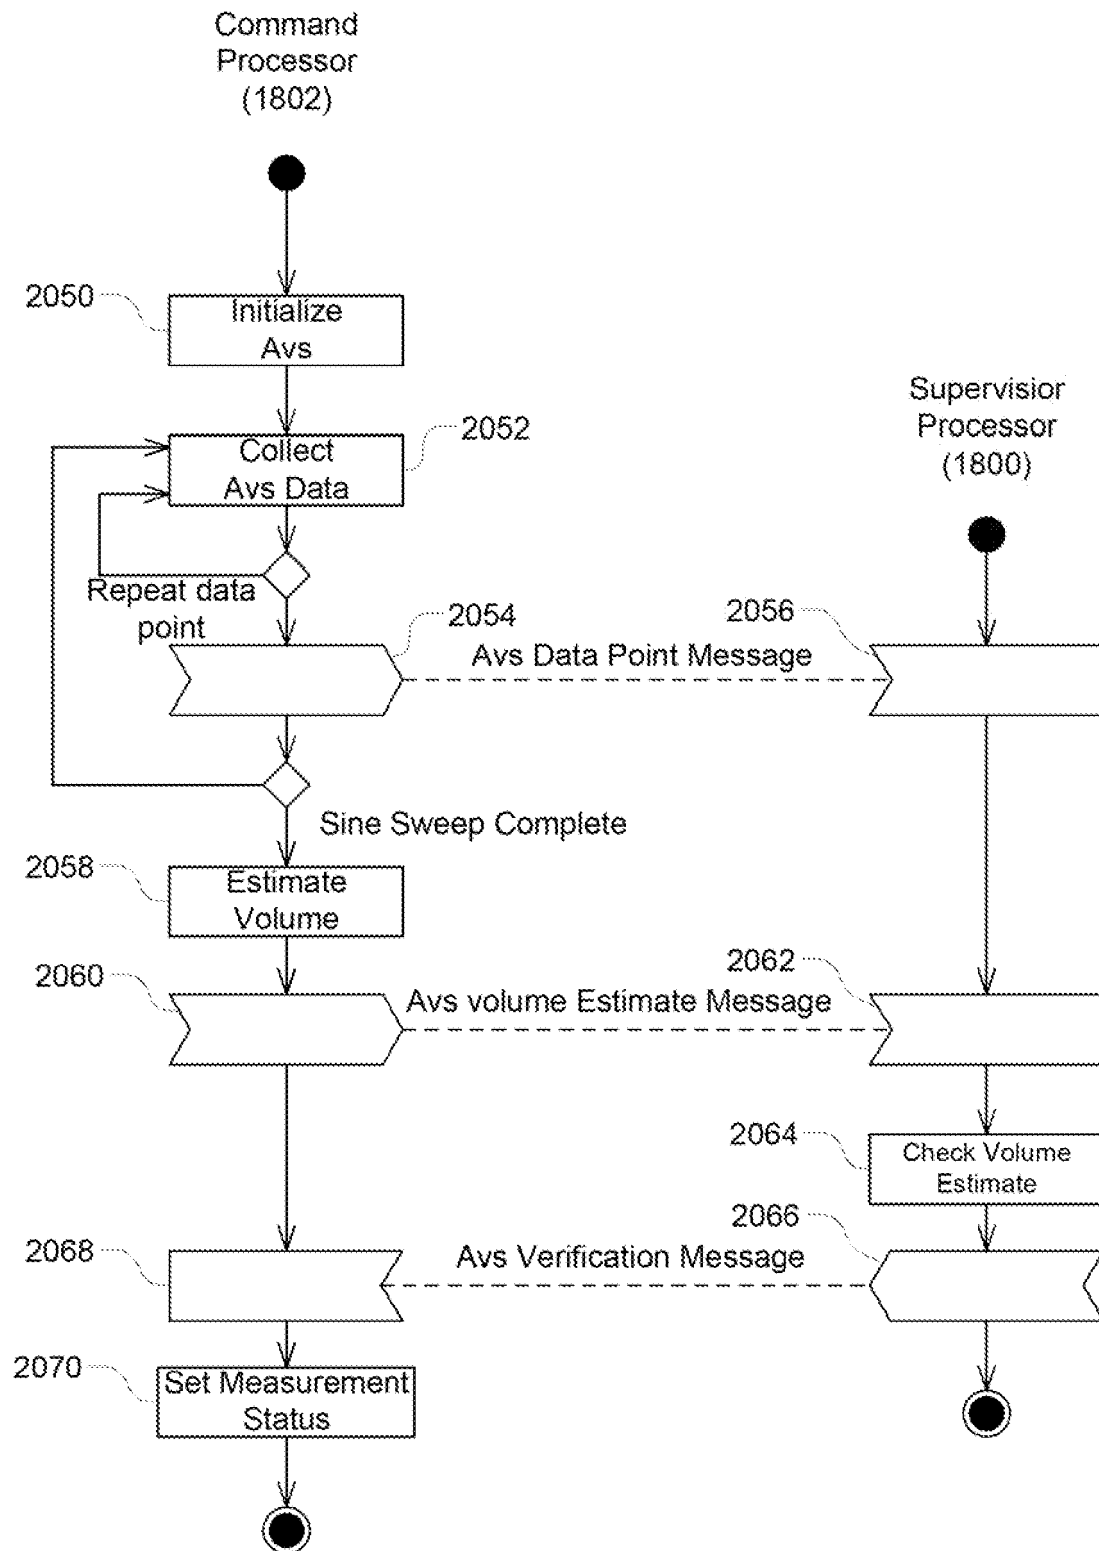 Command
Processor
(1802)
2050
Initialize
Avs
Supervisior
Processor
(1800)
2052
Collect
Avs Data
Repeat data
point
2054
2056
Avs Data Point Message
Sine Sweep Complete
2058
Estimate
Volume
2060
2062
Avs volume Estimate Message
2064
Check Volume
Estimate
2066
2068
Avs Verification Message
2070
Set Measurement
Status